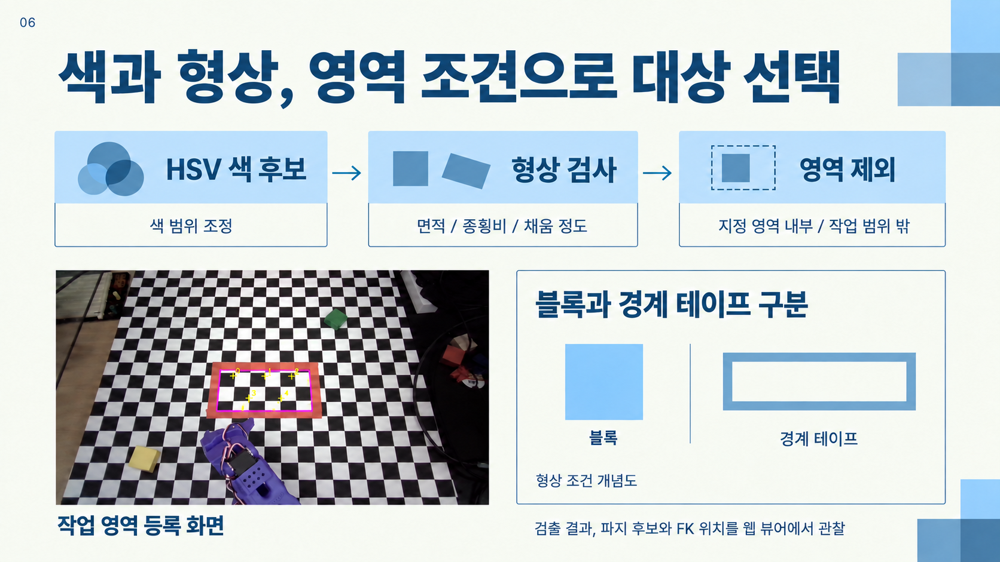 06
색과 형상, 영역 조건으로 대상 선택
HSV 색 후보
색 범위 조정
형상 검사
면적 / 종횡비 / 채움 정도
영역 제외
지정 영역 내부 / 작업 범위 밖
0
1
2
3
4
작업 영역 등록 화면
블록과 경계 테이프 구분
블록
경계 테이프
형상 조건 개념도
검출 결과, 파지 후보와 FK 위치를 웹 뷰어에서 관찰